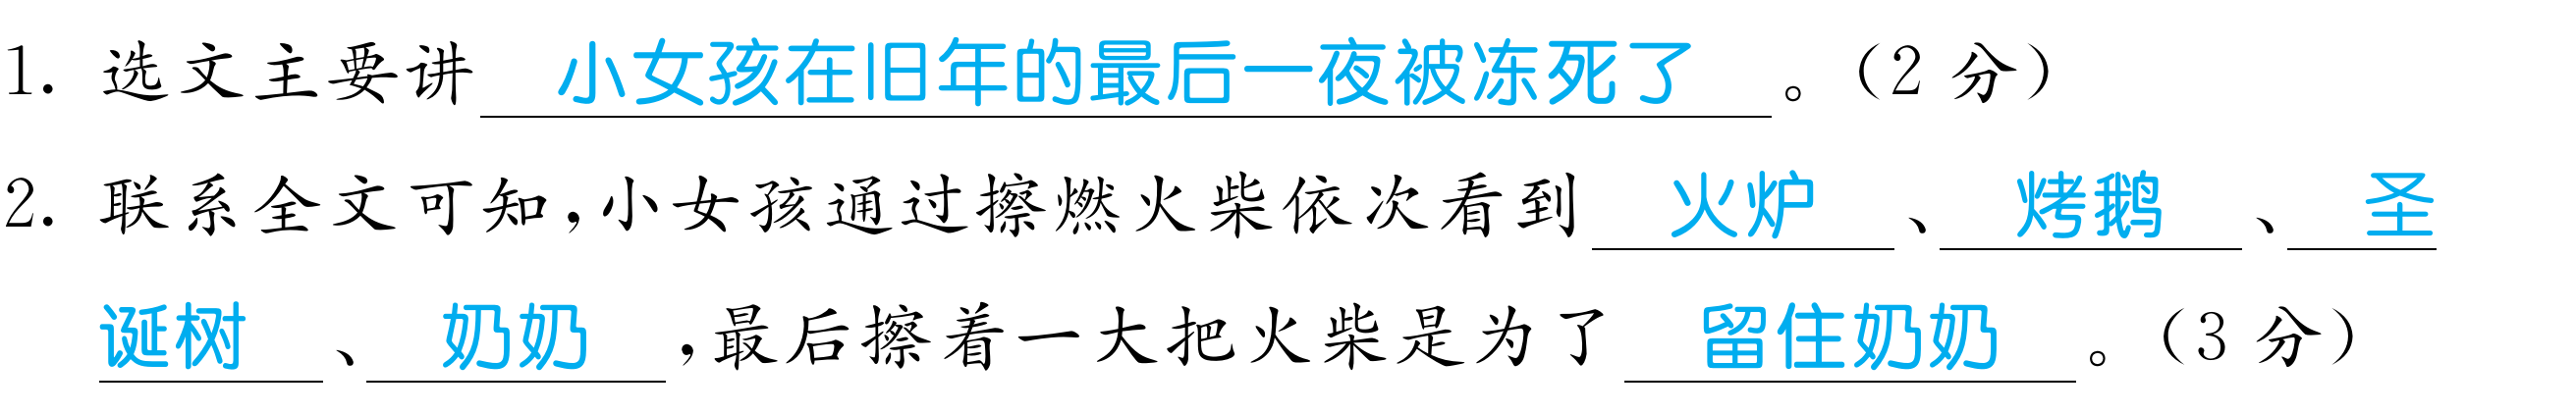 1. 选文主要讲 小女孩在旧年的最后一夜被冻死了 。(2 分)
2. 联系全文可知,小女孩通过擦燃火柴依次看到 火炉 、 烤鹅 、 圣
诞树 、 奶奶 ,最后擦着一大把火柴是为了 留住奶奶 。(3 分)